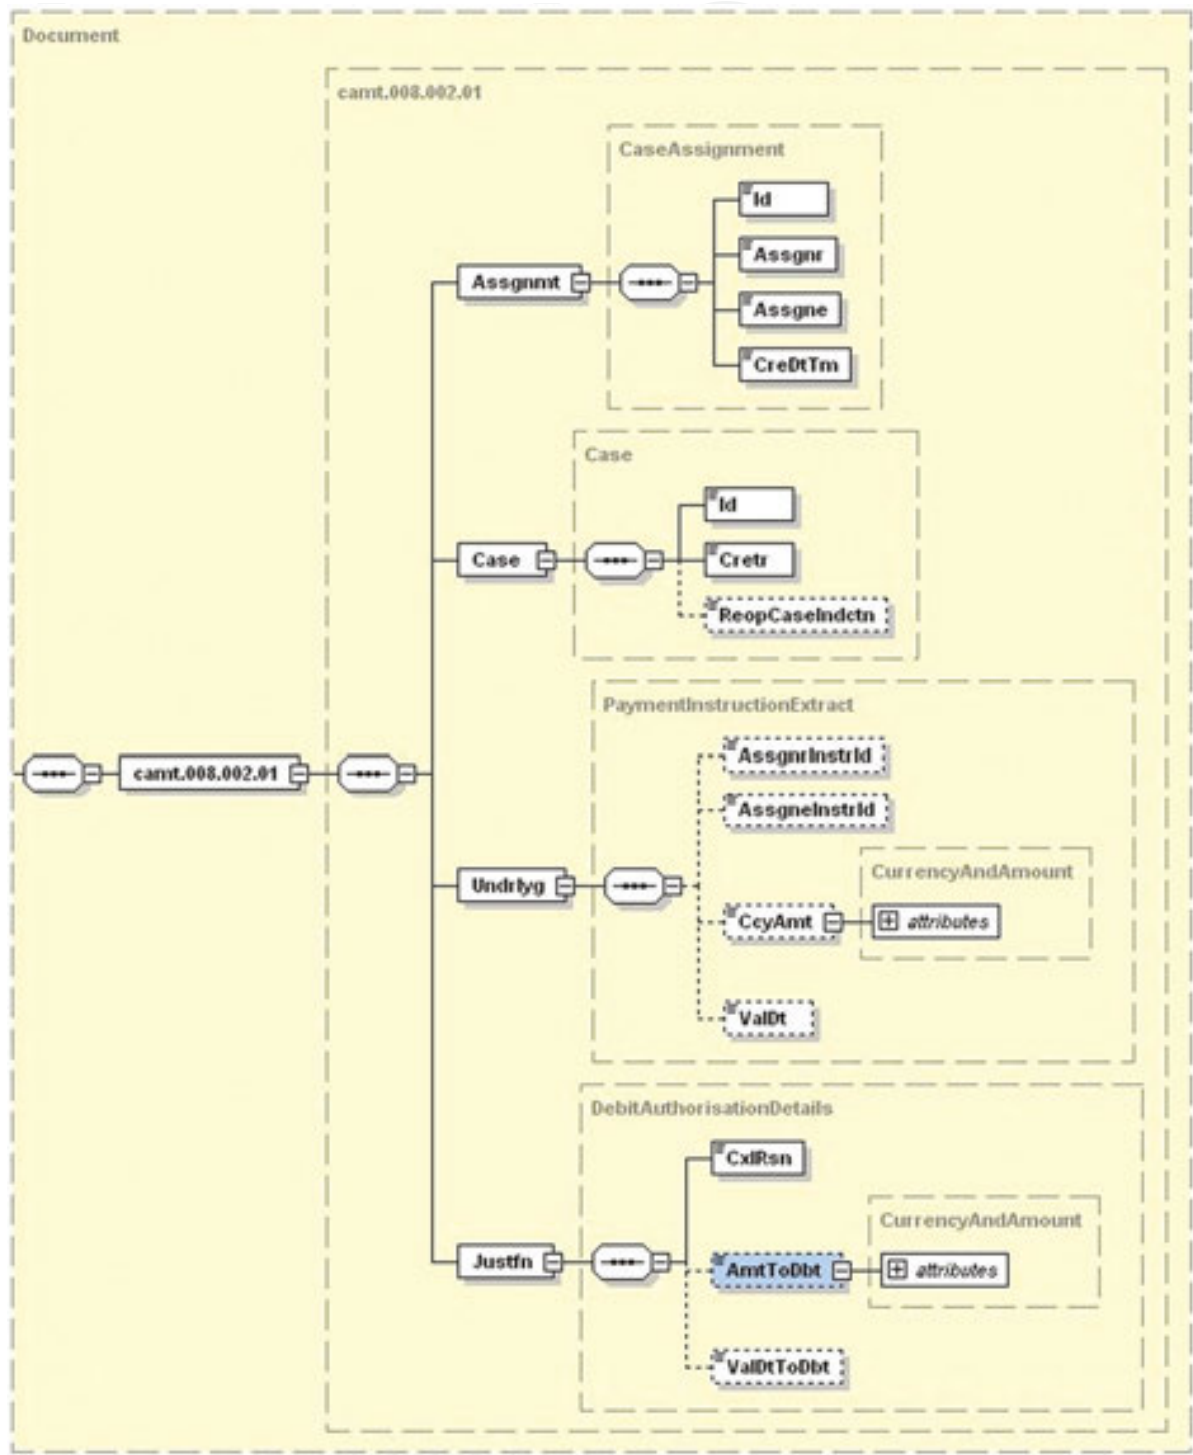 Document
camt.008.002.01
CaseAssignment
Id
Assgnr
Assgnmt
Assgne
CreDtTm
Case
Id
Case
Cretr
ReopCaseIndctn
PaymentInstructionExtract
AssgnrInstrId
camt.008.002.01
AssgneInstrId
CurrencyAndAmount
Undrlyg
CcyAmt
attributes
ValDt
DebitAuthorisationDetails
CxlRsn
CurrencyAndAmount
Justfn
AmtToDbt
attributes
ValDtToDbt